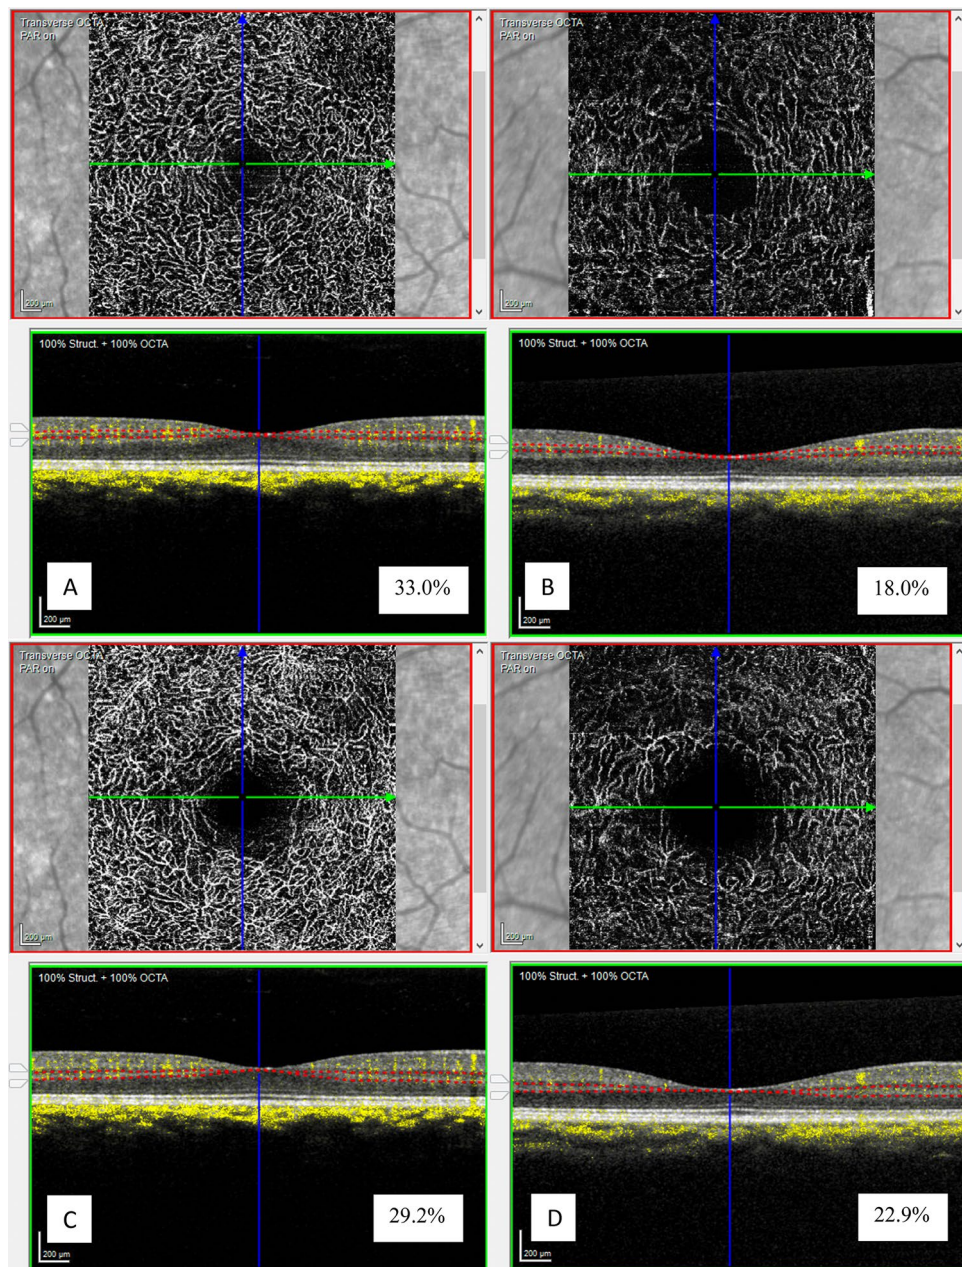 Transverse OCTA
PAR on
200 µm
Transverse OCTA
PAR on
200 µm
100% Struct. + 100% OCTA
A
33.0%
200 µm
100% Struct. + 100% OCTA
B
18.0%
200 µm
Transverse OCTA
PAR on
200 µm
Transverse OCTA
PAR on
200 µm
100% Struct. + 100% OCTA
C
29.2%
200 µm
100% Struct. + 100% OCTA
D
22.9%
200 µm